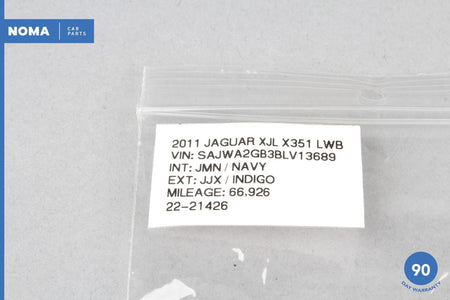 NOMA
CAR
PARTS
2011 JAGUAR XJL X351 LWB
VIN: SAJWA2GB3BLV13689
INT: JMN / NAVY
EXT: JJX / INDIGO
MILEAGE: 66,926
22-21426
90
DAY WARRANTY